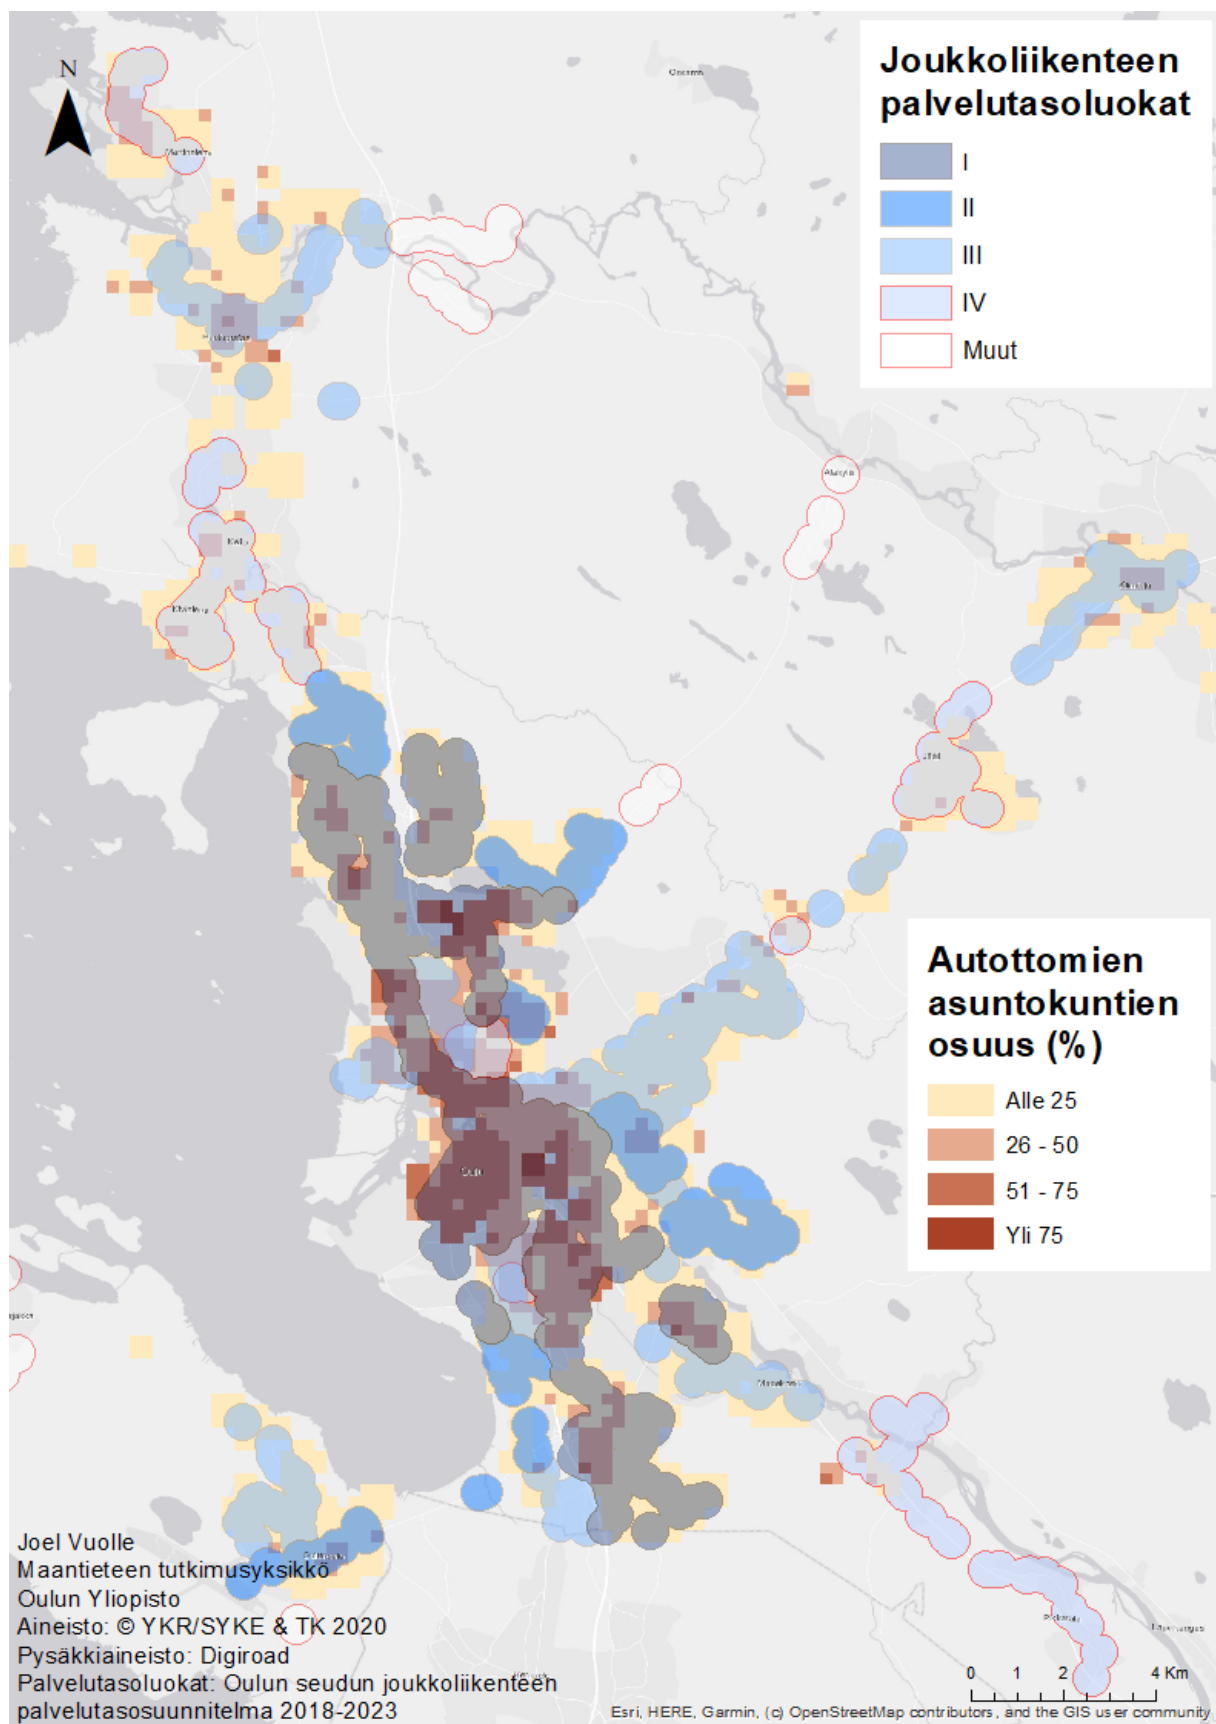 N
Joukkoliikenteen
palvelutasoluokat
I
II
III
IV
Muut
Oulu
Autottomien
asuntokuntien
osuus (%)
Alle 25
26 - 50
51 - 75
Yli 75
Joel Vuolle
Maantieteen tutkimusyksikkö
Oulun Yliopisto
Aineisto: © YKR/SYKE & TK 2020
Pysäkkiaineisto: Digiroad
Palvelutasoluokat: Oulun seudun joukkoliikenteen
palvelutasosuunnitelma 2018-2023
0 1 2 4 Km
Esri, HERE, Garmin, (c) OpenStreetMap contributors, and the GIS user community